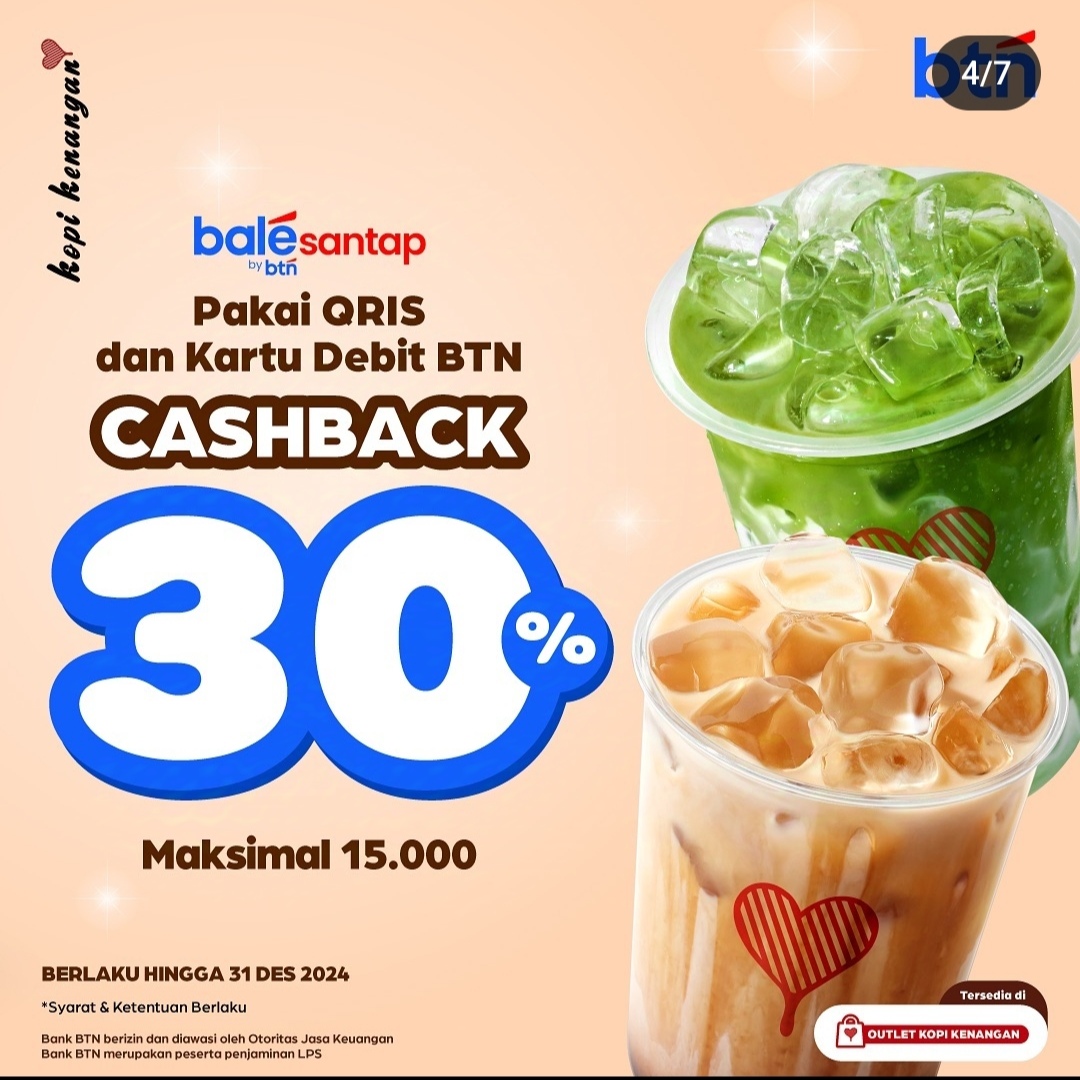 kopi kenangan
btn
4/7
balé santap
by btn
Pakai QRIS
dan Kartu Debit BTN
CASHBACK
30%
Maksimal 15.000
BERLAKU HINGGA 31 DES 2024
*Syarat & Ketentuan Berlaku
Bank BTN berizin dan diawasi oleh Otoritas Jasa Keuangan
Bank BTN merupakan peserta penjaminan LPS
Tersedia di
OUTLET KOPI KENANGAN